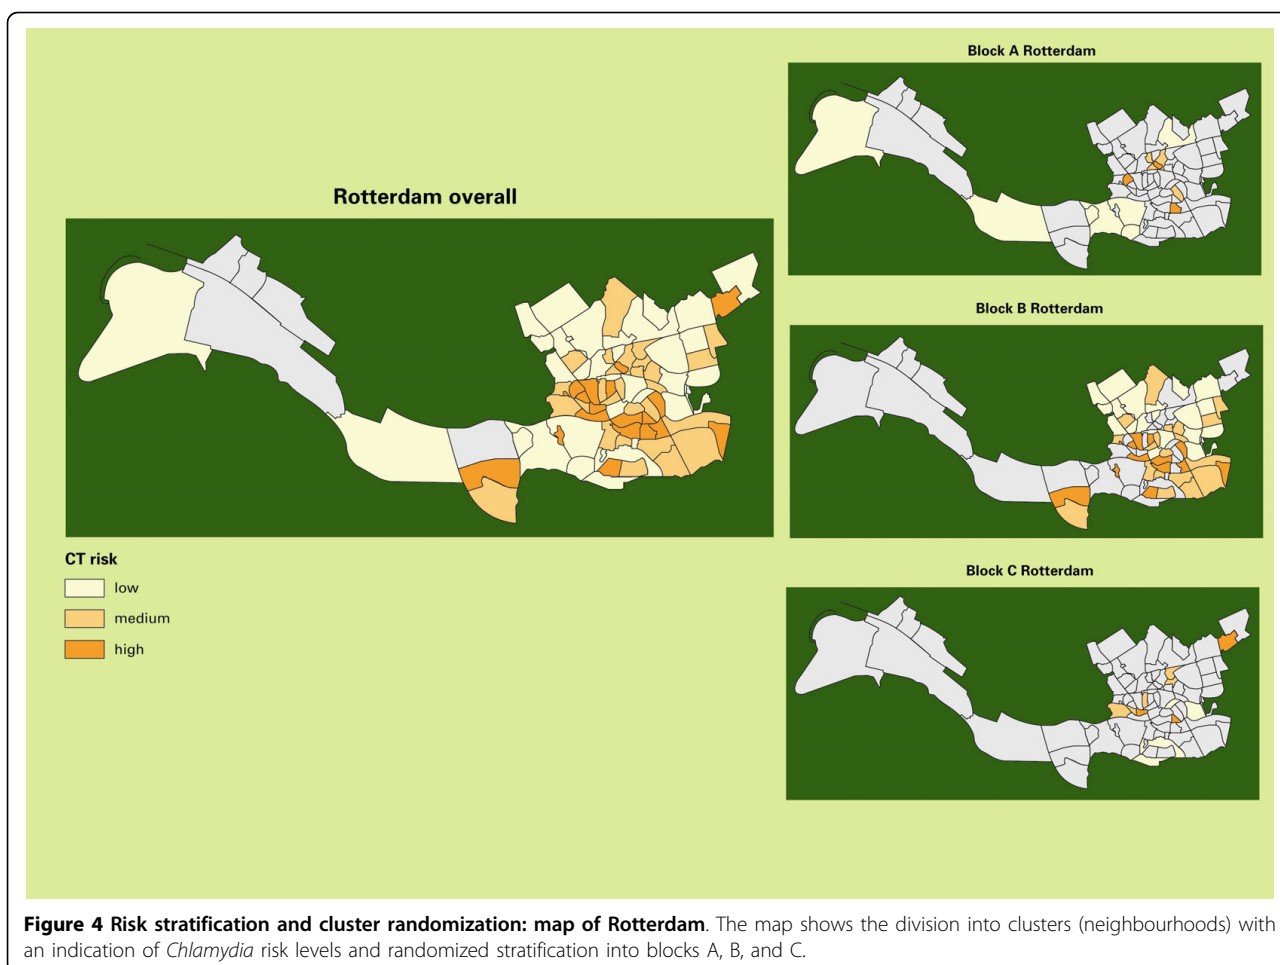 Block A Rotterdam
Rotterdam overall
Block B Rotterdam
CT risk
low
medium
high
Block C Rotterdam
Figure 4 Risk stratification and cluster randomization: map of Rotterdam. The map shows the division into clusters (neighbourhoods) with
an indication of Chlamydia risk levels and randomized stratification into blocks A, B, and C.